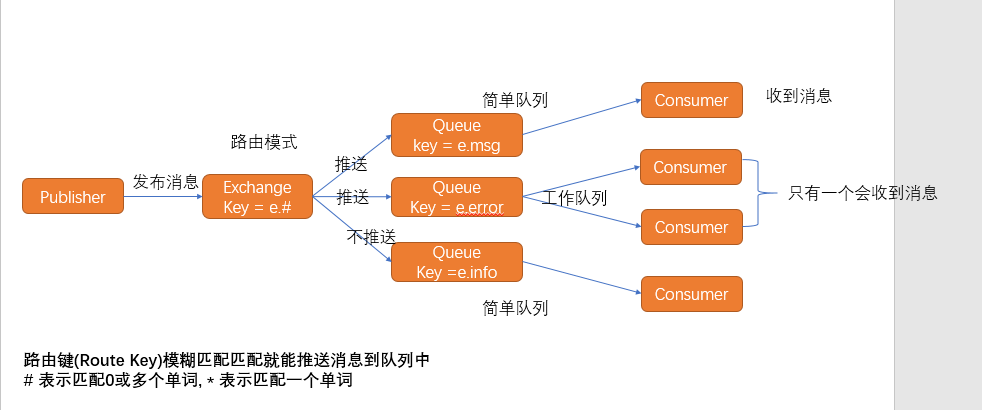 简单队列
Consumer
收到消息
Queue
key = e.msg
路由模式
推送
Consumer
发布消息
Exchange
Key = e.#
Publisher
推送
Queue
Key = e.error
工作队列
只有一个会收到消息
Consumer
不推送
Queue
Key =e.info
Consumer
简单队列
路由键(Route Key)模糊匹配匹配就能推送消息到队列中
# 表示匹配0或多个单词, * 表示匹配一个单词